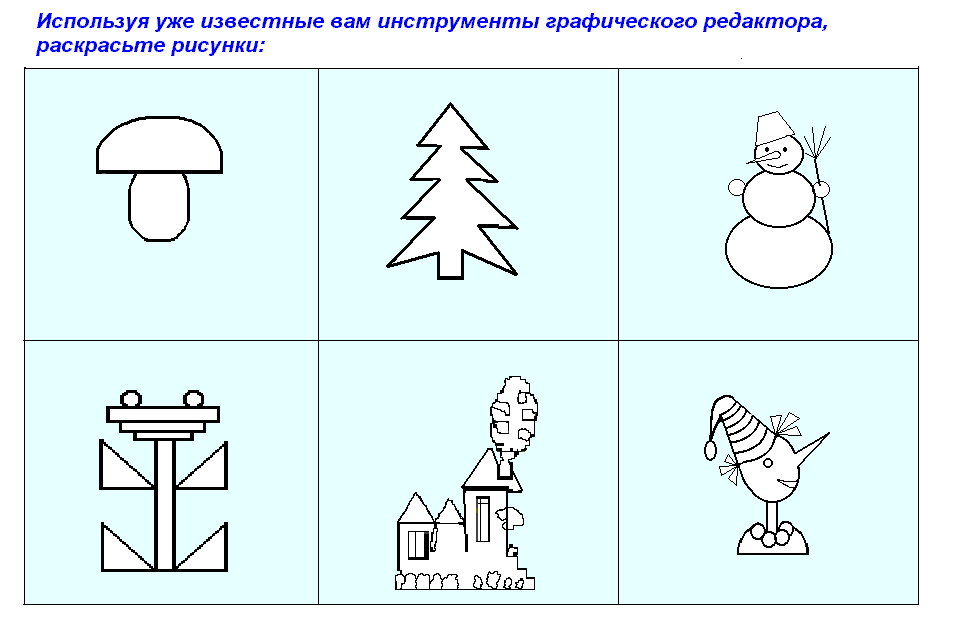 Используя уже известные вам инструменты графического редактора,
раскрасьте рисунки: